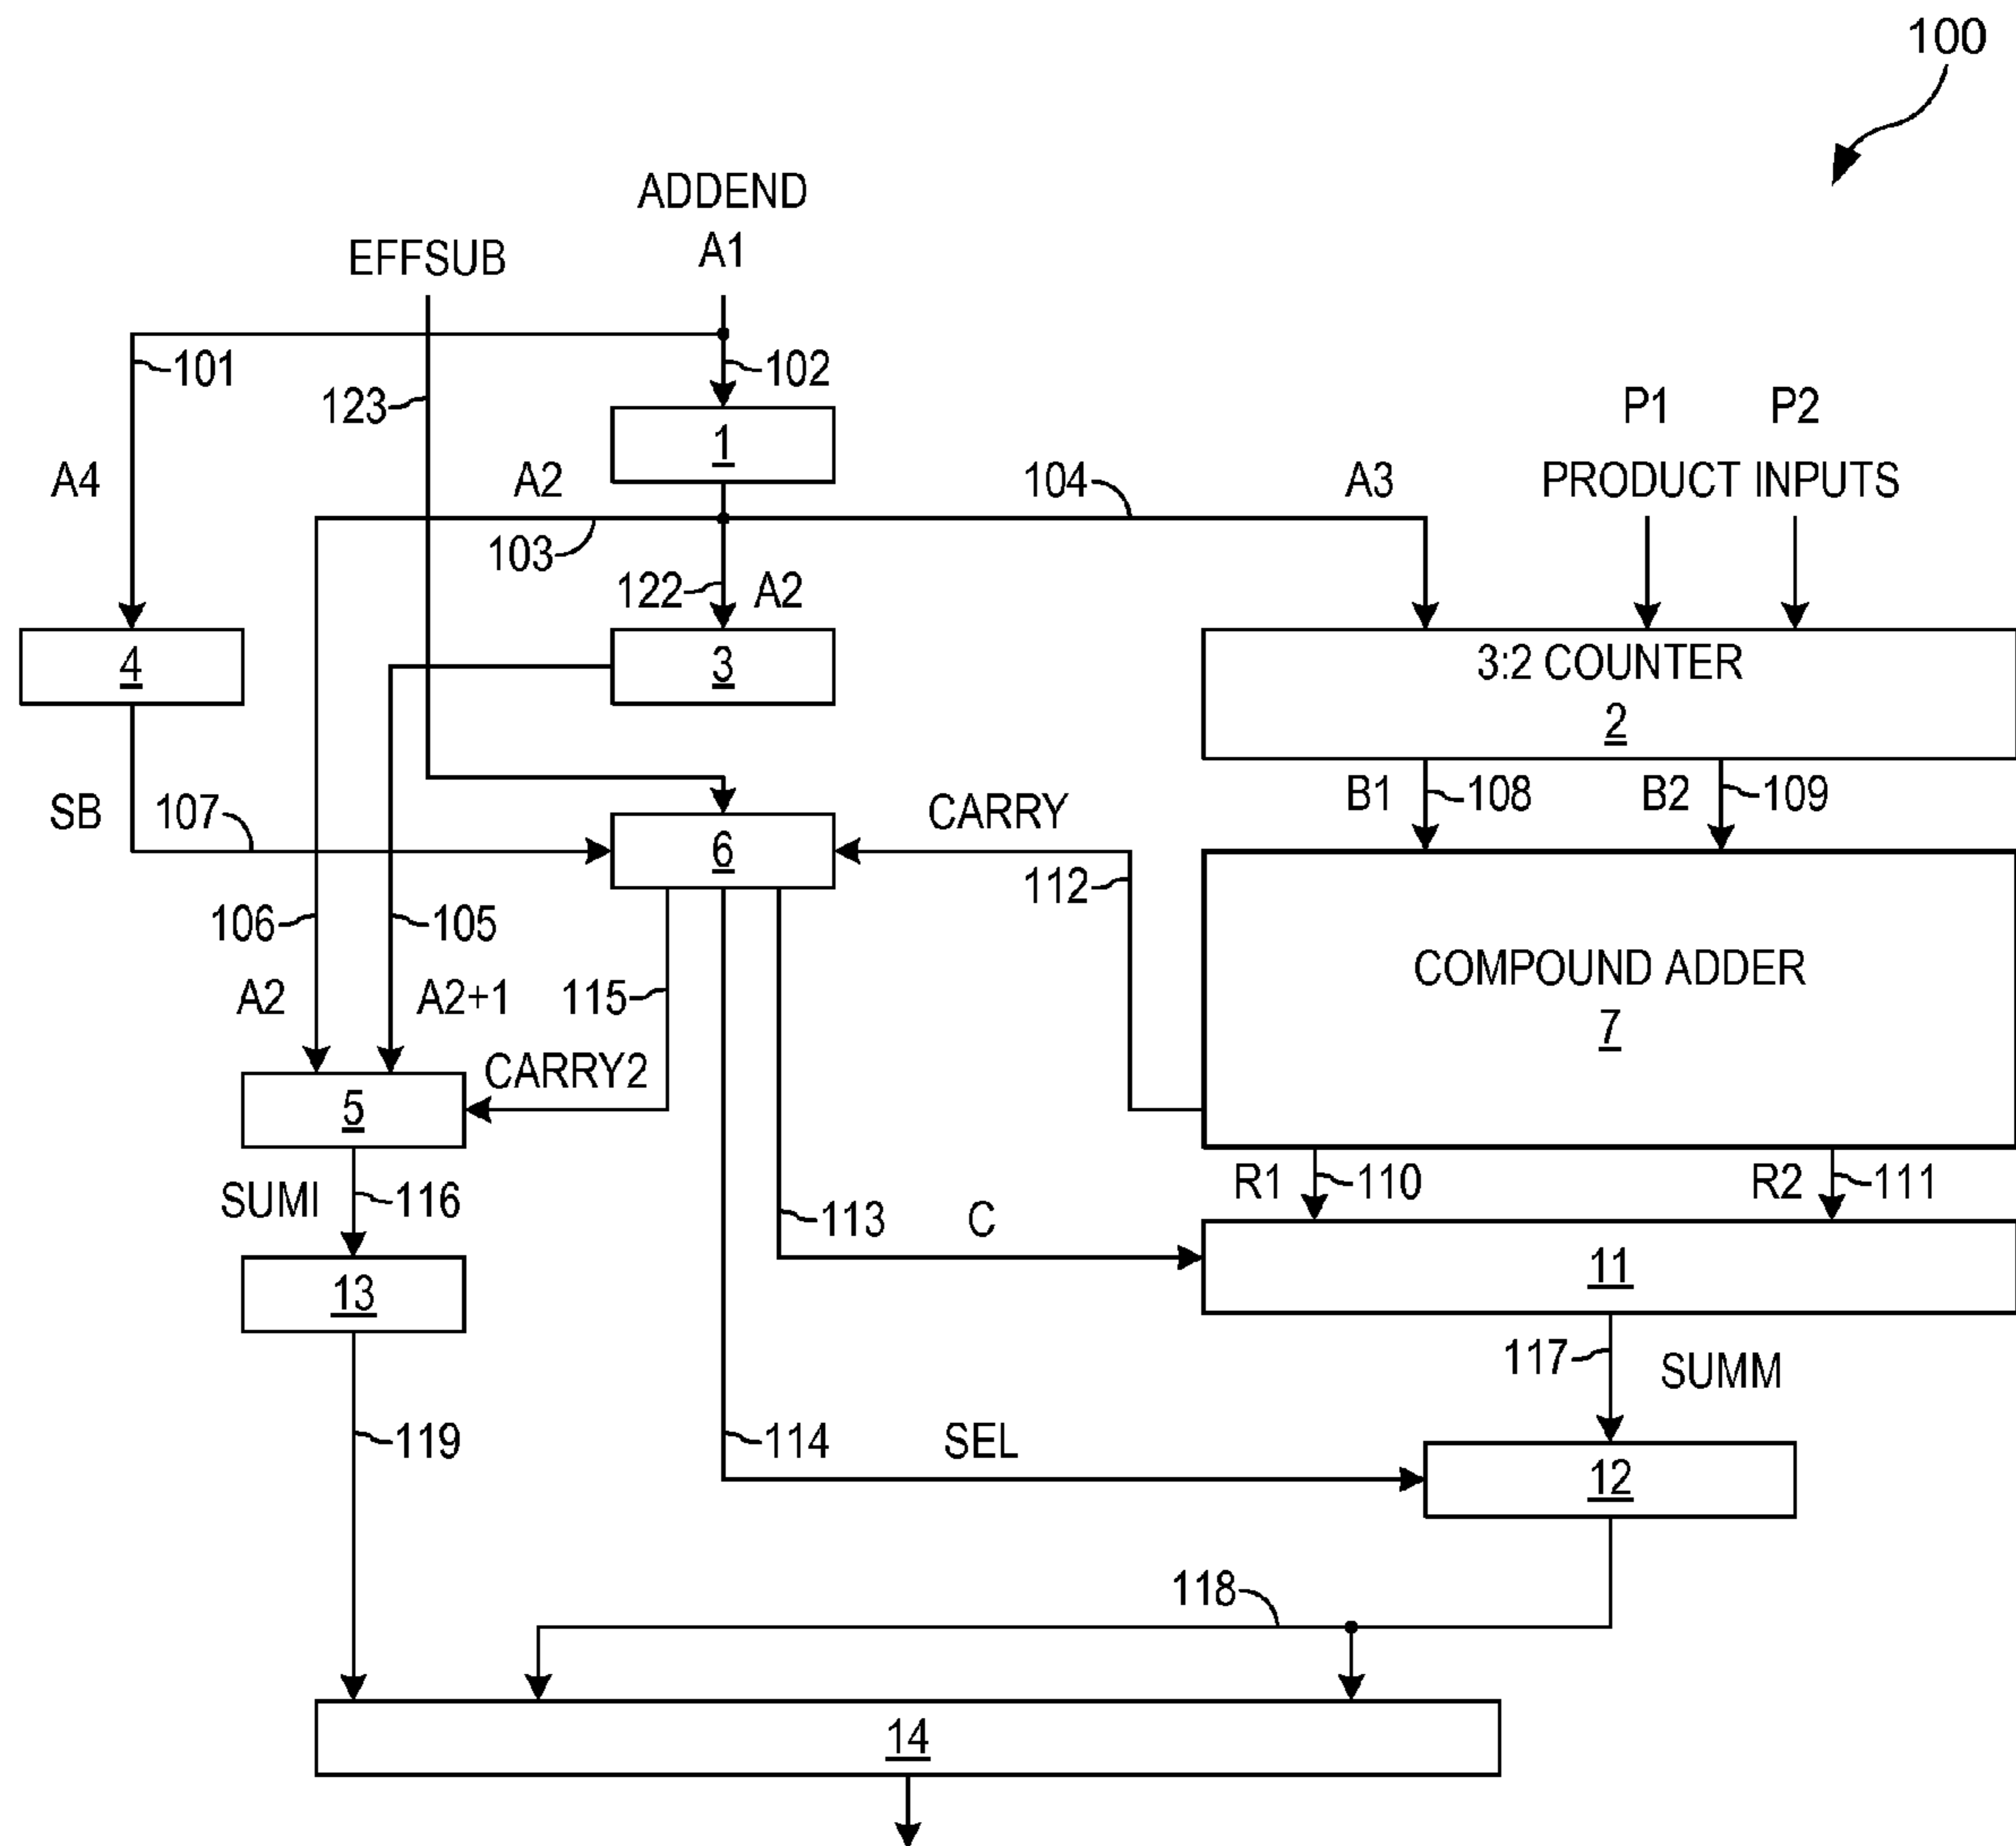 100
ADDEND
A1
EFFSUB
101
102
123
1
P1
P2
A4
A2
104
A3
PRODUCT INPUTS
103
122
A2
4
3
3:2 COUNTER
2
SB
107
CARRY
B1
108
B2
109
6
112
106
105
115
COMPOUND ADDER
7
A2
A2+1
CARRY2
5
SUMI
116
113
C
R1
110
R2
111
13
11
117
SUMM
119
114
SEL
12
118
14